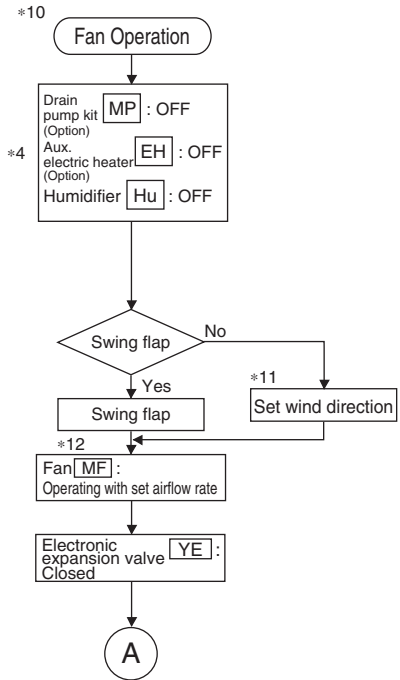 *10
Fan Operation
Drain
pump kit MP : OFF
(Option)
*4
Aux.
electric heater EH : OFF
(Option)
Humidifier Hu : OFF
Swing flap
No
Yes
*11
Swing flap
Set wind direction
*12
Fan MF :
Operating with set airflow rate
Electronic
expansion valve YE :
Closed
A